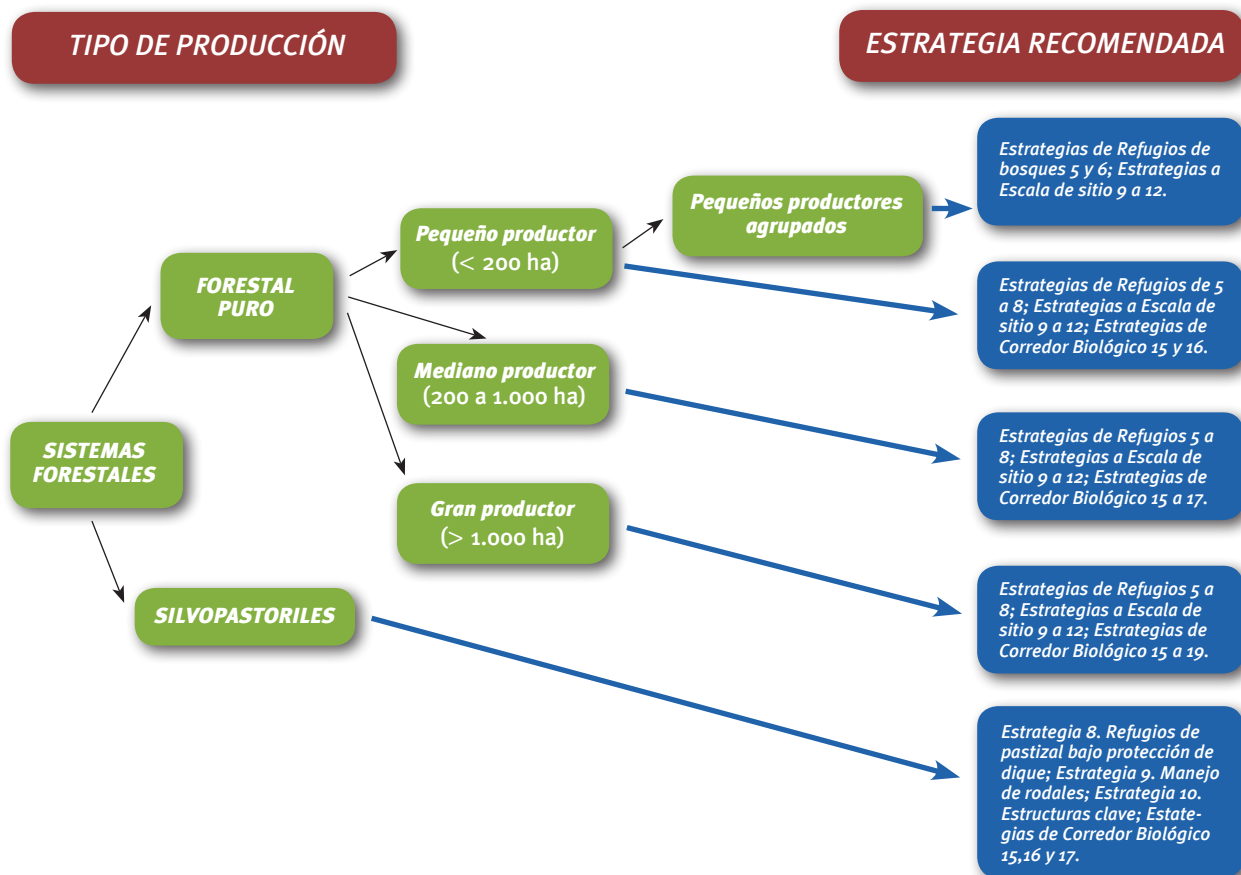 TIPO DE PRODUCCIÓN
ESTRATEGIA RECOMENDADA
SISTEMAS
FORESTALES
FORESTAL
PURO
SILVOPASTORILES
Pequeño productor
(< 200 ha)
Mediano productor
(200 a 1.000 ha)
Gran productor
(> 1.000 ha)
Pequeños productores
agrupados
Estrategias de Refugios de
bosques 5 y 6; Estrategias a
Escala de sitio 9 a 12.
Estrategias de Refugios de 5
a 8; Estrategias a Escala de
sitio 9 a 12; Estrategias de
Corredor Biológico 15 y 16.
Estrategias de Refugios 5 a
8; Estrategias a Escala de
sitio 9 a 12; Estrategias de
Corredor Biológico 15 a 17.
Estrategias de Refugios 5 a
8; Estrategias a Escala de
sitio 9 a 12; Estrategias de
Corredor Biológico 15 a 19.
Estrategia 8. Refugios de
pastizal bajo protección de
dique; Estrategia 9. Manejo
de rodales; Estrategia 10.
Estructuras clave; Estate-
gias de Corredor Biológico
15,16 y 17.